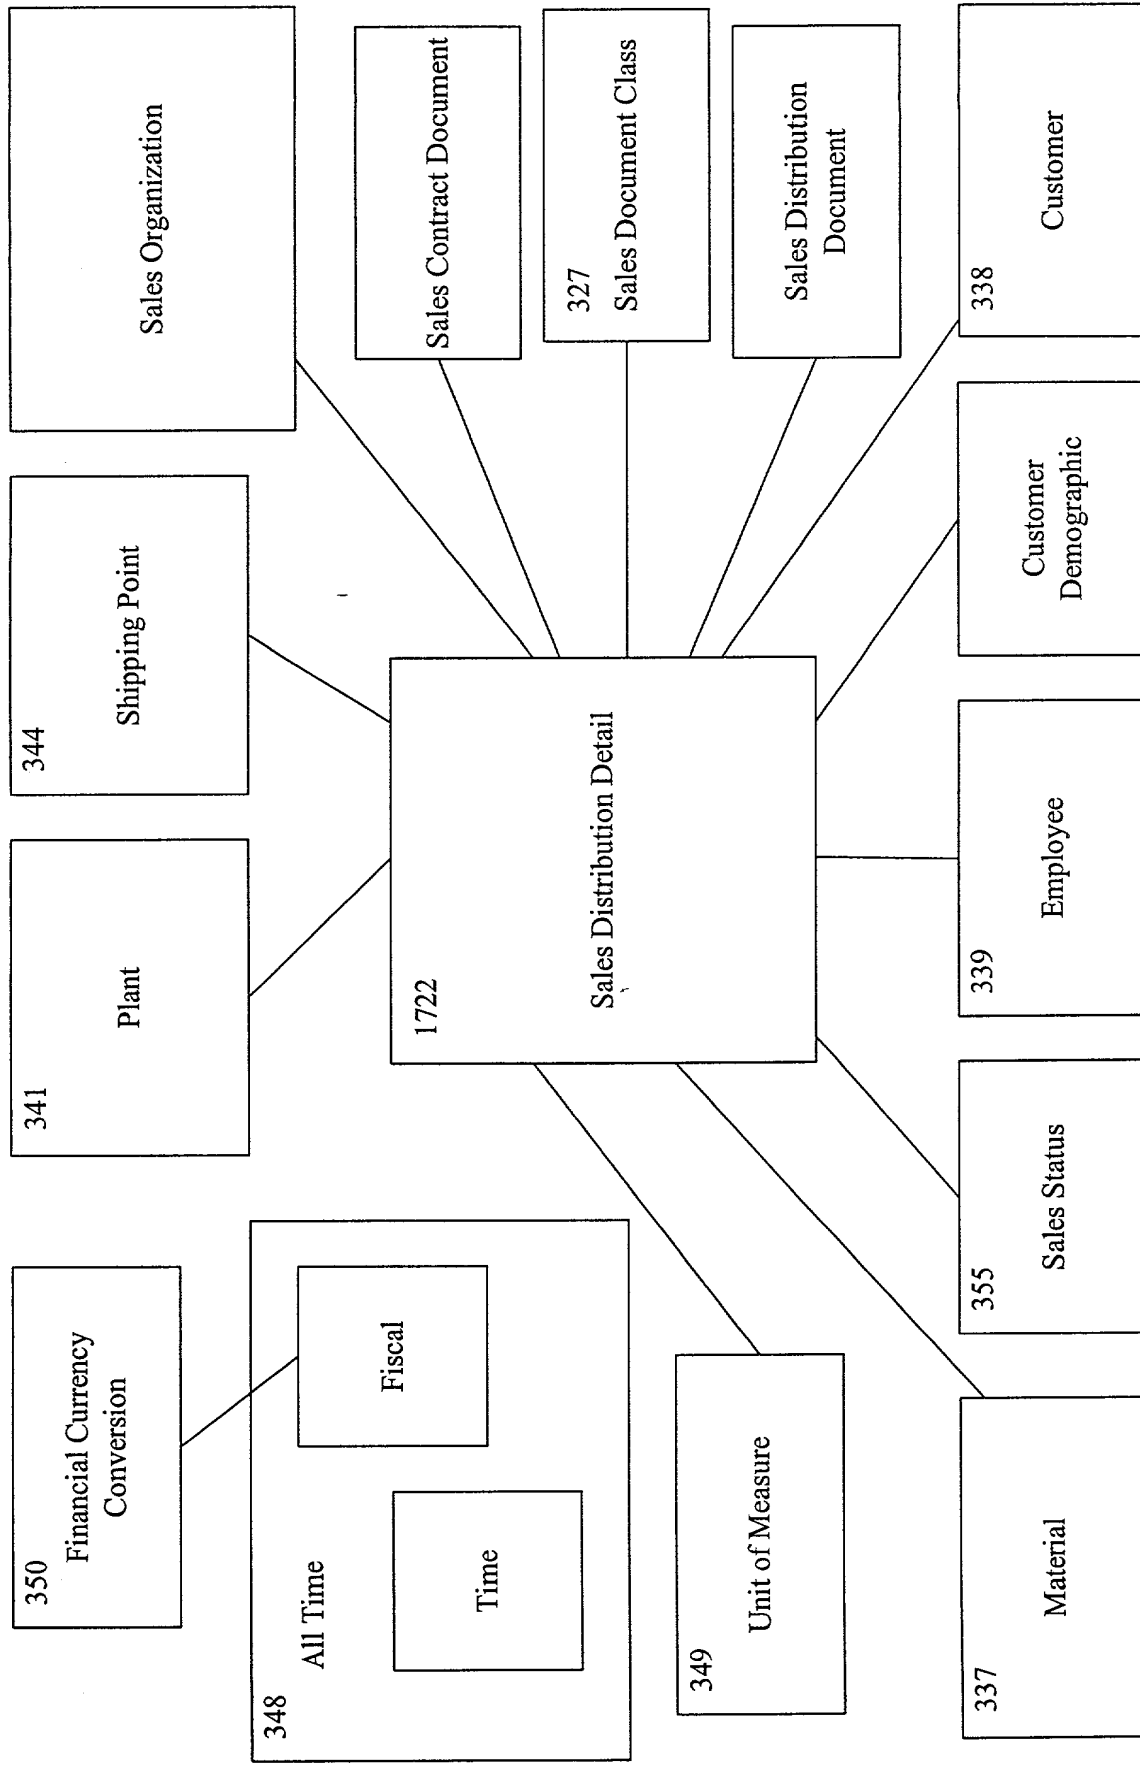 350
Financial Currency
Conversion
341
Plant
344
Shipping Point
Sales Organization
348
All Time
Fiscal
Time
1722
Sales Distribution Detail
Sales Contract Document
327
Sales Document Class
Sales Distribution
Document
349
Unit of Measure
337
Material
355
Sales Status
339
Employee
Customer
Demographic
338
Customer